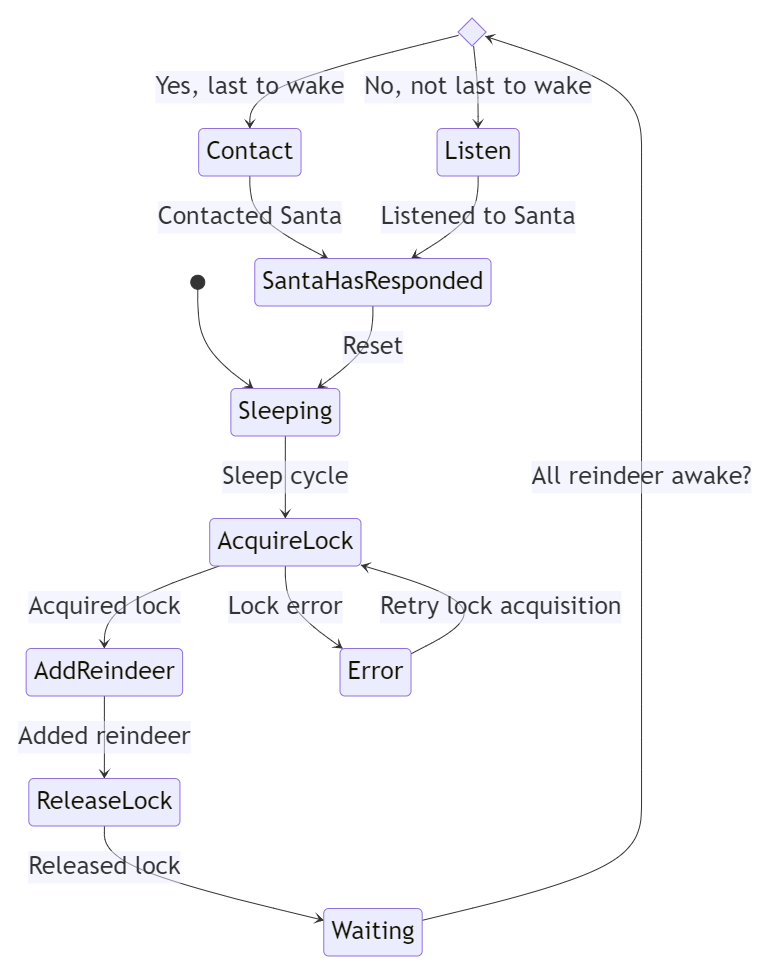 Yes, last to wake
No, not last to wake
Contact
Listen
Contacted Santa
Listened to Santa
SantaHasResponded
Reset
Sleeping
Sleep cycle
All reindeer awake?
AcquireLock
Acquired lock
Lock error
Retry lock acquisition
AddReindeer
Error
Added reindeer
ReleaseLock
Released lock
Waiting